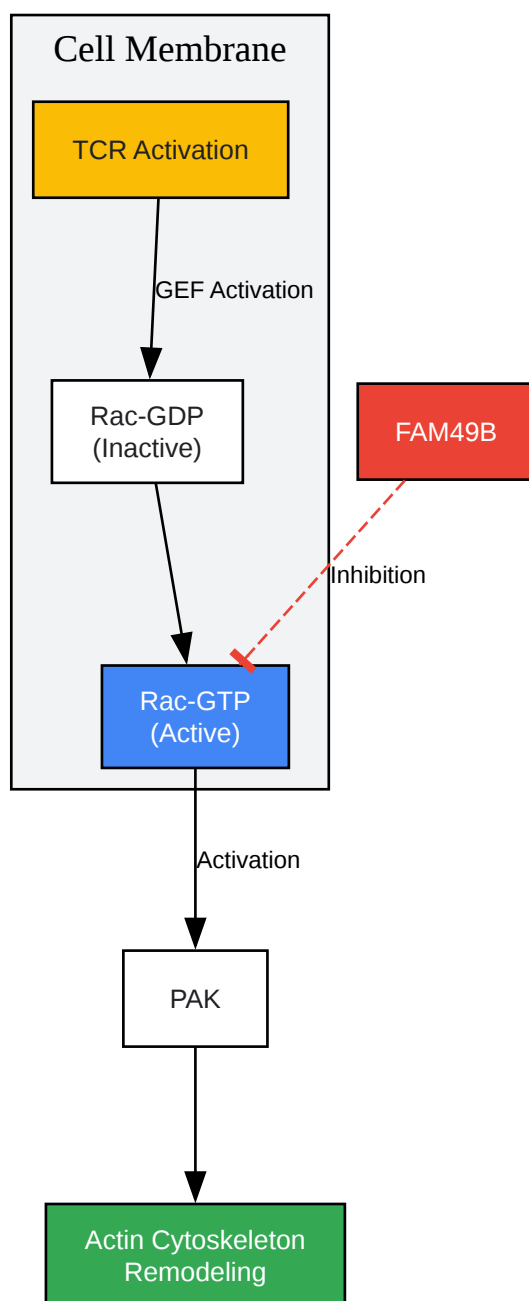 Cell Membrane
TCR Activation
GEF Activation
Rac-GDP
(Inactive)
FAM49B
Inhibition
Rac-GTP
(Active)
Activation
PAK
Actin Cytoskeleton
Remodeling